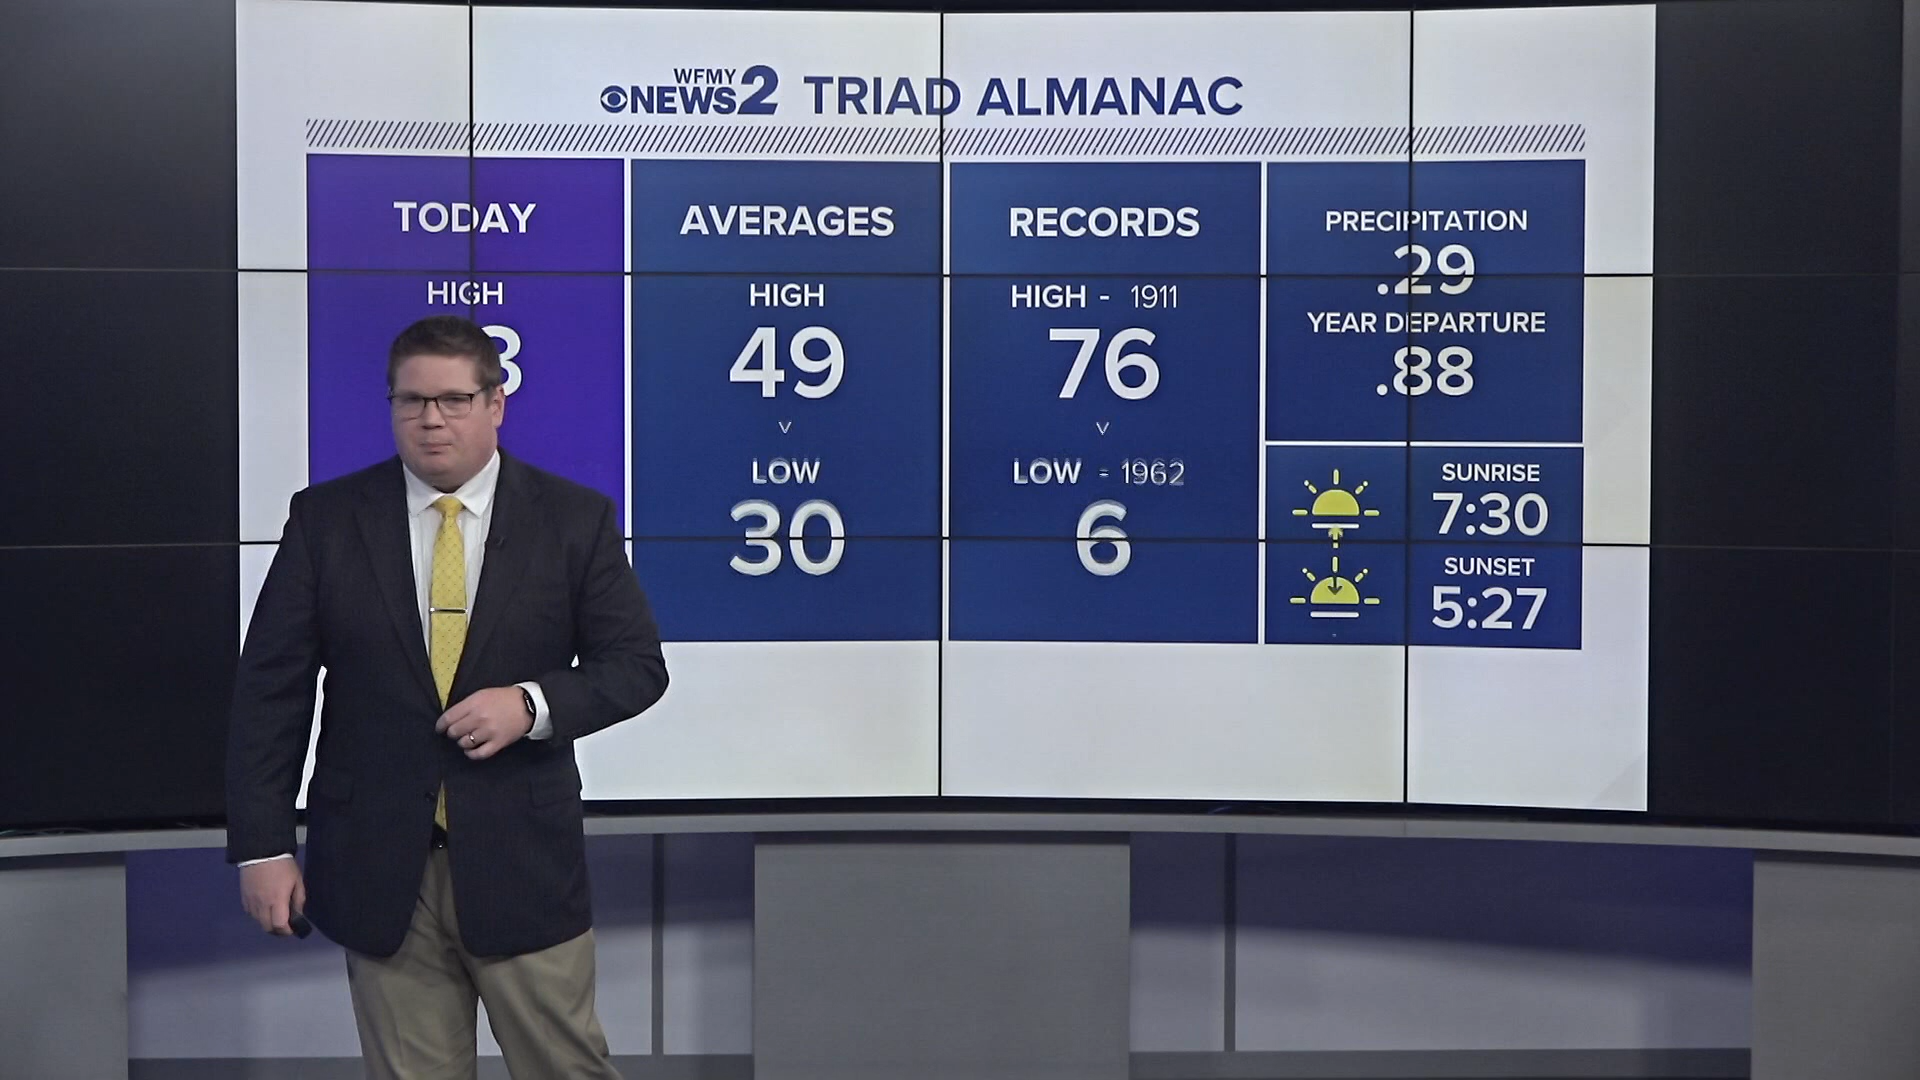 WFMY
NEWS 2 TRIAD ALMANAC
TODAY
HIGH
AVERAGES
HIGH
49
LOW
30
RECORDS
HIGH - 1911
76
LOW - 1962
6
PRECIPITATION
.29
YEAR DEPARTURE
.88
SUNRISE
7:30
SUNSET
5:27